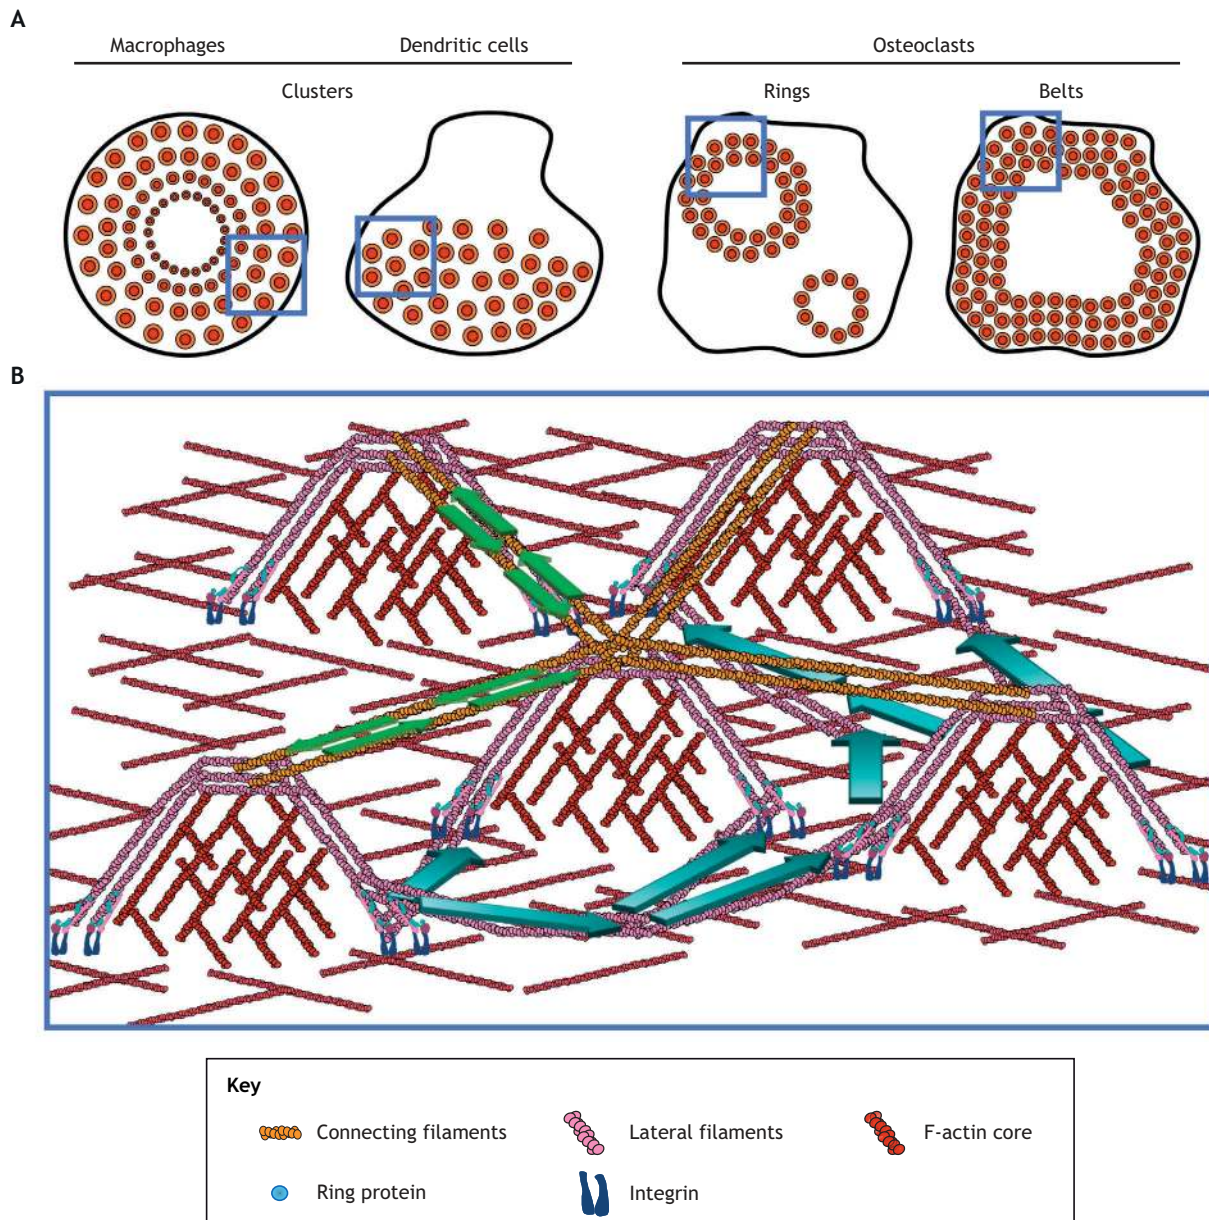 A
Macrophages Dendritic cells Osteoclasts
Clusters Rings Belts
B
Key
Connecting filaments Lateral filaments F-actin core
Ring protein Integrin